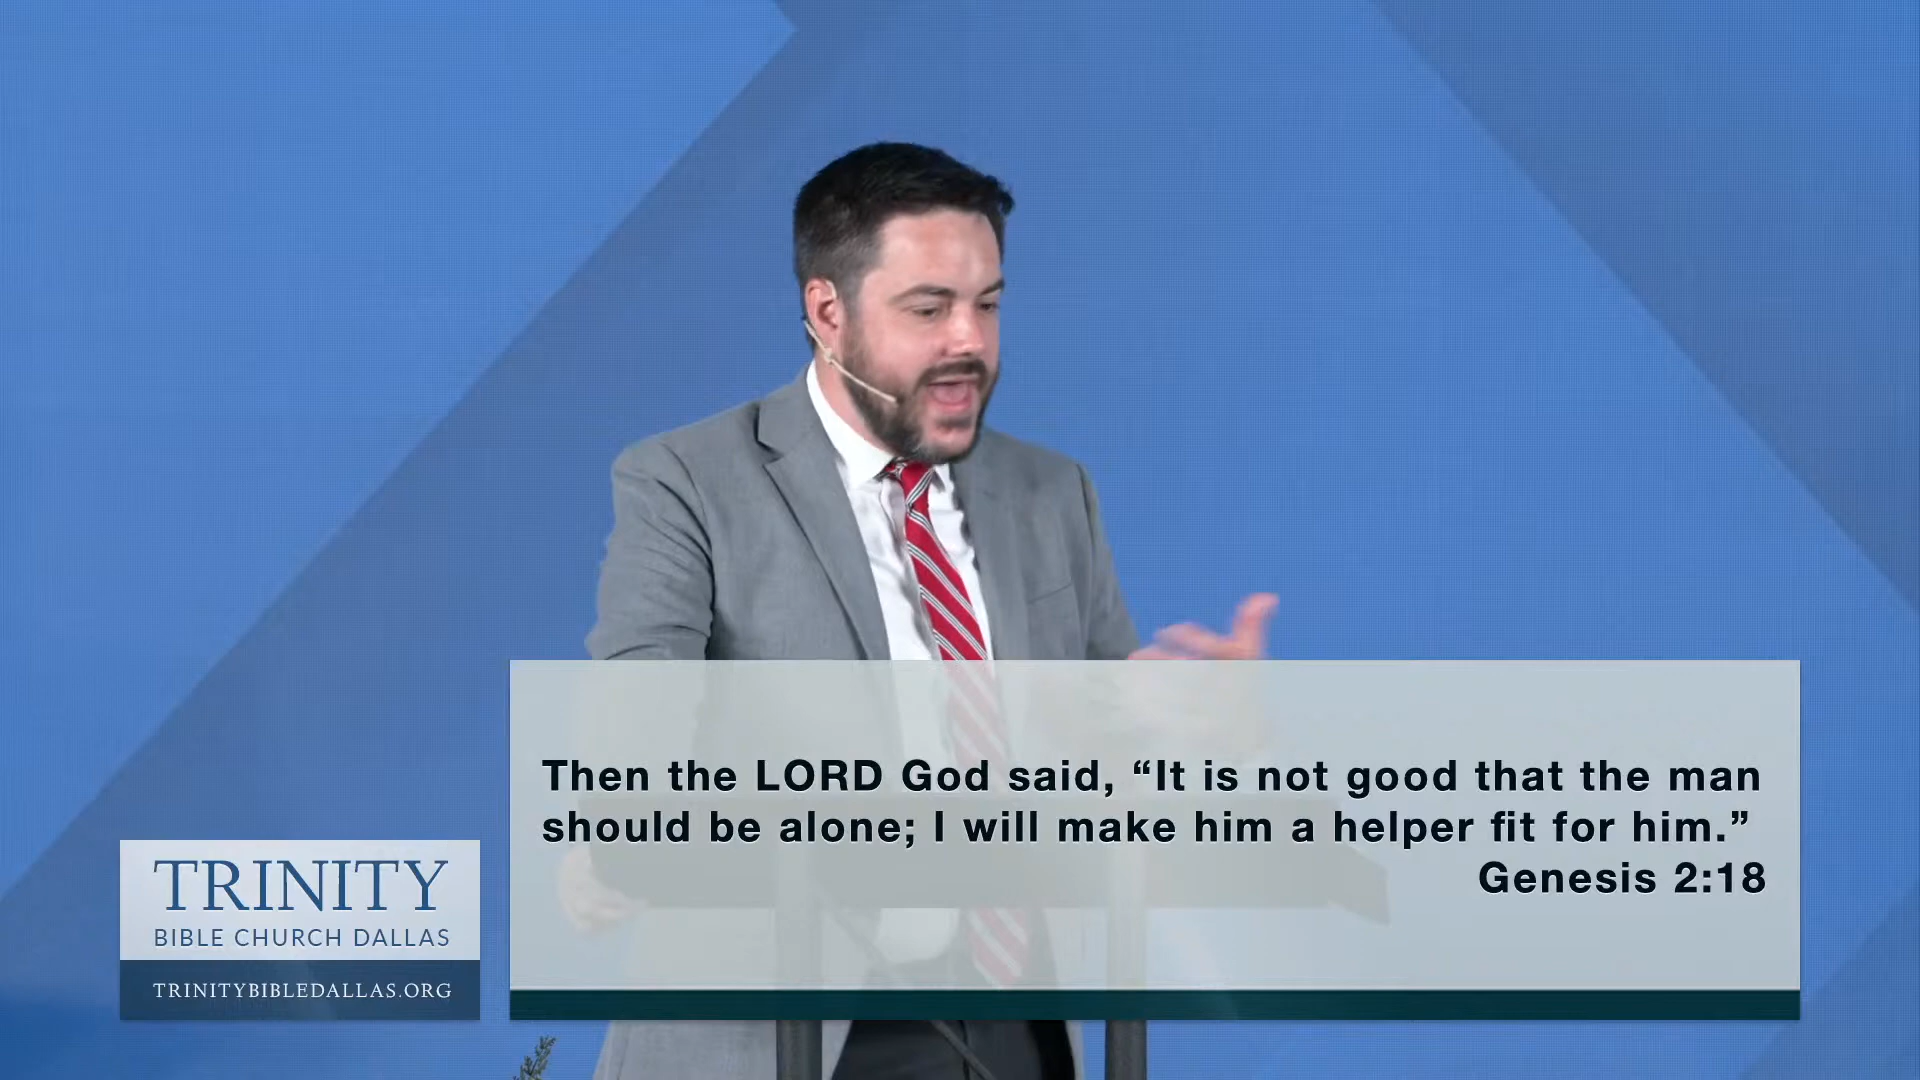 Then the LORD God said, “It is not good that the man
should be alone; I will make him a helper fit for him.”
Genesis 2:18
TRINITY
BIBLE CHURCH DALLAS
TRINITYBIBLEDALLAS.ORG